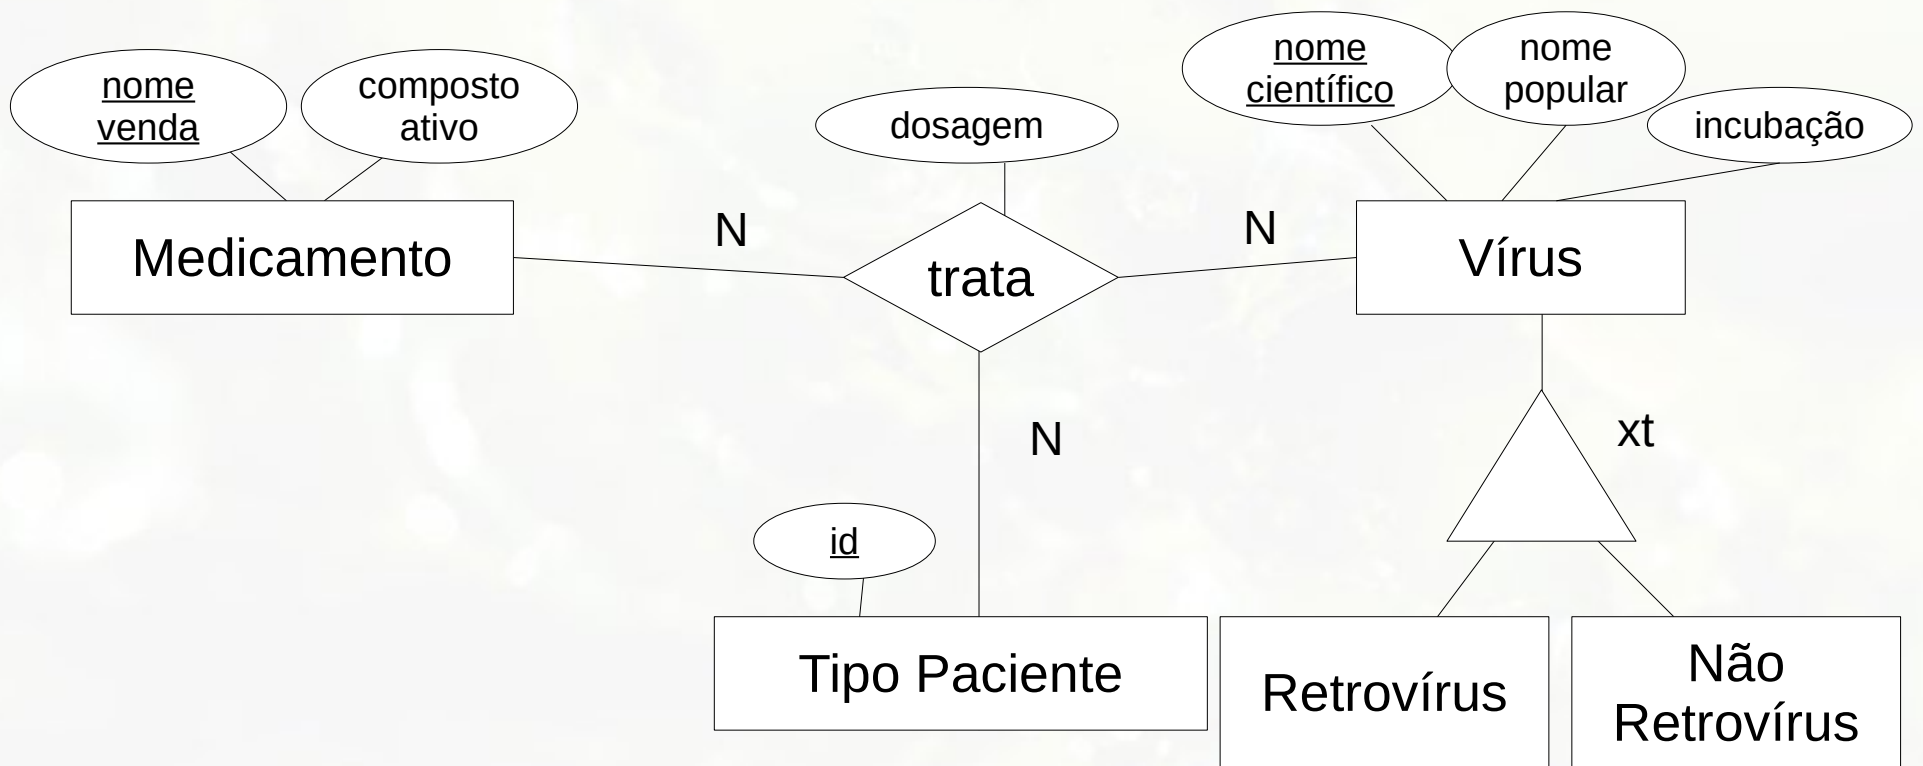 nome
venda
composto
ativo
dosagem
nome
científico
nome
popular
incubação
Medicamento
N
trata
N
Vírus
N
xt
id
Tipo Paciente
Retrovírus
Não
Retrovírus